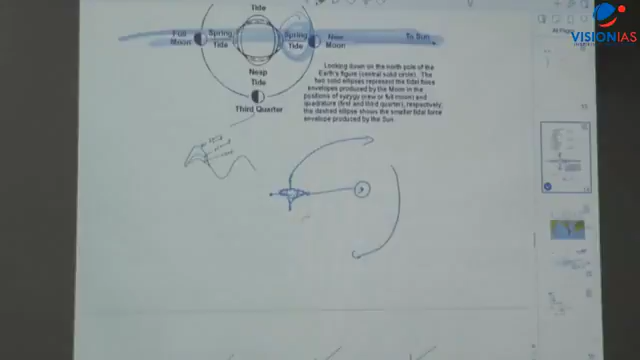 Tide
VISIONIAS
Full Moon
Spring Tide
Spring Tide
New Moon
To Sun
Neap Tide
Third Quarter
Looking down on the north pole of the
Earth's figure (central solid circle). The
two solid ellipses represent the tidal force
envelopes produced by the Moon in the
positions of syzygy (new or full moon) and
quadrature (first and third quarter), respectively;
the dashed ellipse shows the smaller tidal force
envelope produced by the Sun.